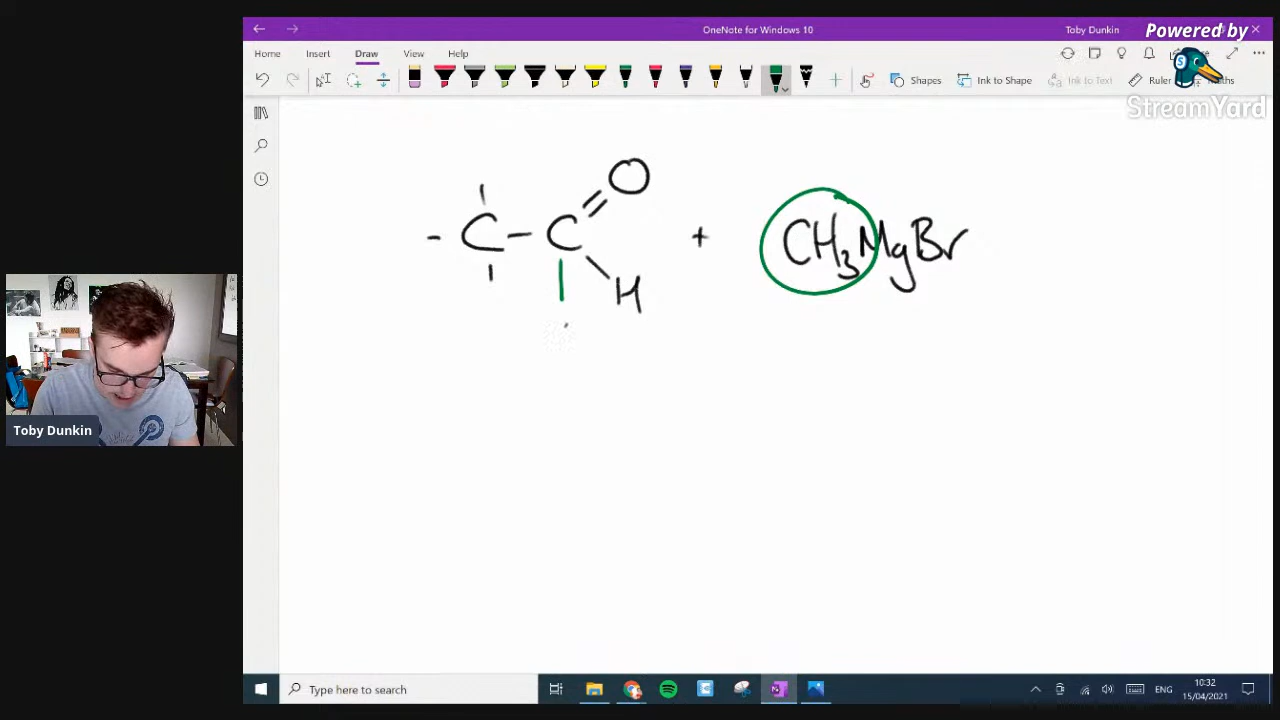 OneNote for Windows 10
Toby Dunkin
Powered by
StreamYard
Home Insert Draw View Help
Shapes Ink to Shape Ink to Text Ruler
O
C - C + CH3MgBr
H
Toby Dunkin
Type here to search
ENG
10:32
15/04/2021